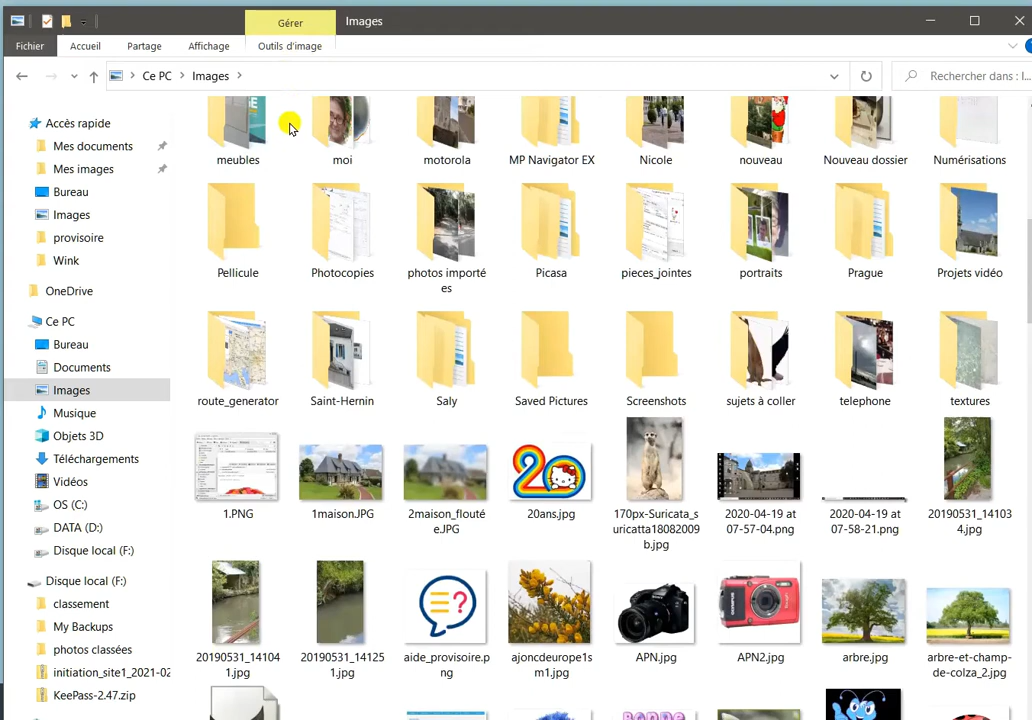 Gérer
Images
Fichier
Accueil
Partage
Affichage
Outils d'image
Ce PC
Images
Rechercher dans : I...
Accès rapide
Mes documents
Mes images
Bureau
Images
provisoire
Wink
OneDrive
Ce PC
Bureau
Documents
Images
Musique
Objets 3D
Téléchargements
Vidéos
OS (C:)
DATA (D:)
Disque local (F:)
Disque local (F:)
classement
My Backups
photos classées
initiation_site1_2021-02
KeePass-2.47.zip
meubles
moi
motorola
MP Navigator EX
Nicole
nouveau
Nouveau dossier
Numérisations
Pellicule
Photocopies
photos importé
es
Picasa
pieces_jointes
portraits
Prague
Projets vidéo
route_generator
Saint-Hernin
Saly
Saved Pictures
Screenshots
sujets à coller
telephone
textures
1.PNG
1maison.JPG
2maison_flouté
e.JPG
20ans.jpg
170px-Suricata_s
uricatta18082009
b.jpg
2020-04-19 at
07-57-04.png
2020-04-19 at
07-58-21.png
20190531_14103
4.jpg
20190531_14104
1.jpg
20190531_14125
1.jpg
aide_provisoire.p
ng
ajoncdeurope1s
m1.jpg
APN.jpg
APN2.jpg
arbre.jpg
arbre-et-champ-
de-colza_2.jpg